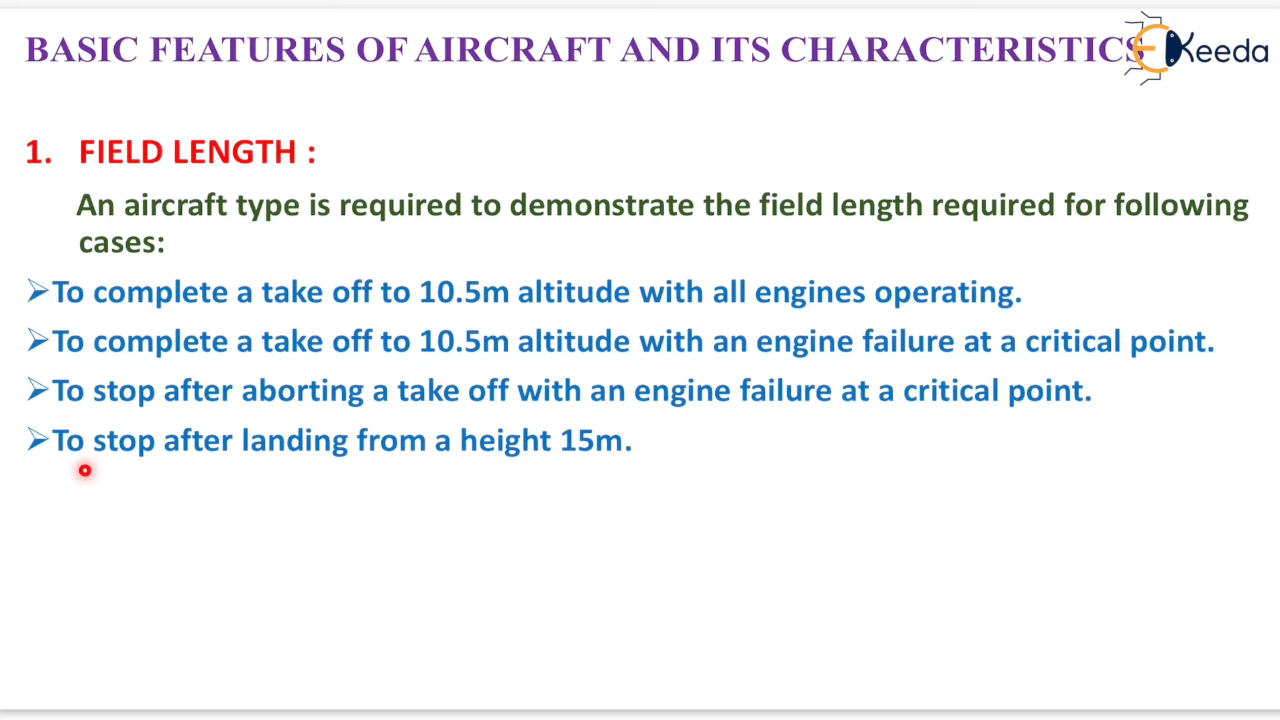 BASIC FEATURES OF AIRCRAFT AND ITS CHARACTERISTICS
EKeeda
1. FIELD LENGTH :
An aircraft type is required to demonstrate the field length required for following
cases:
➢To complete a take off to 10.5m altitude with all engines operating.
➢To complete a take off to 10.5m altitude with an engine failure at a critical point.
➢To stop after aborting a take off with an engine failure at a critical point.
➢To stop after landing from a height 15m.